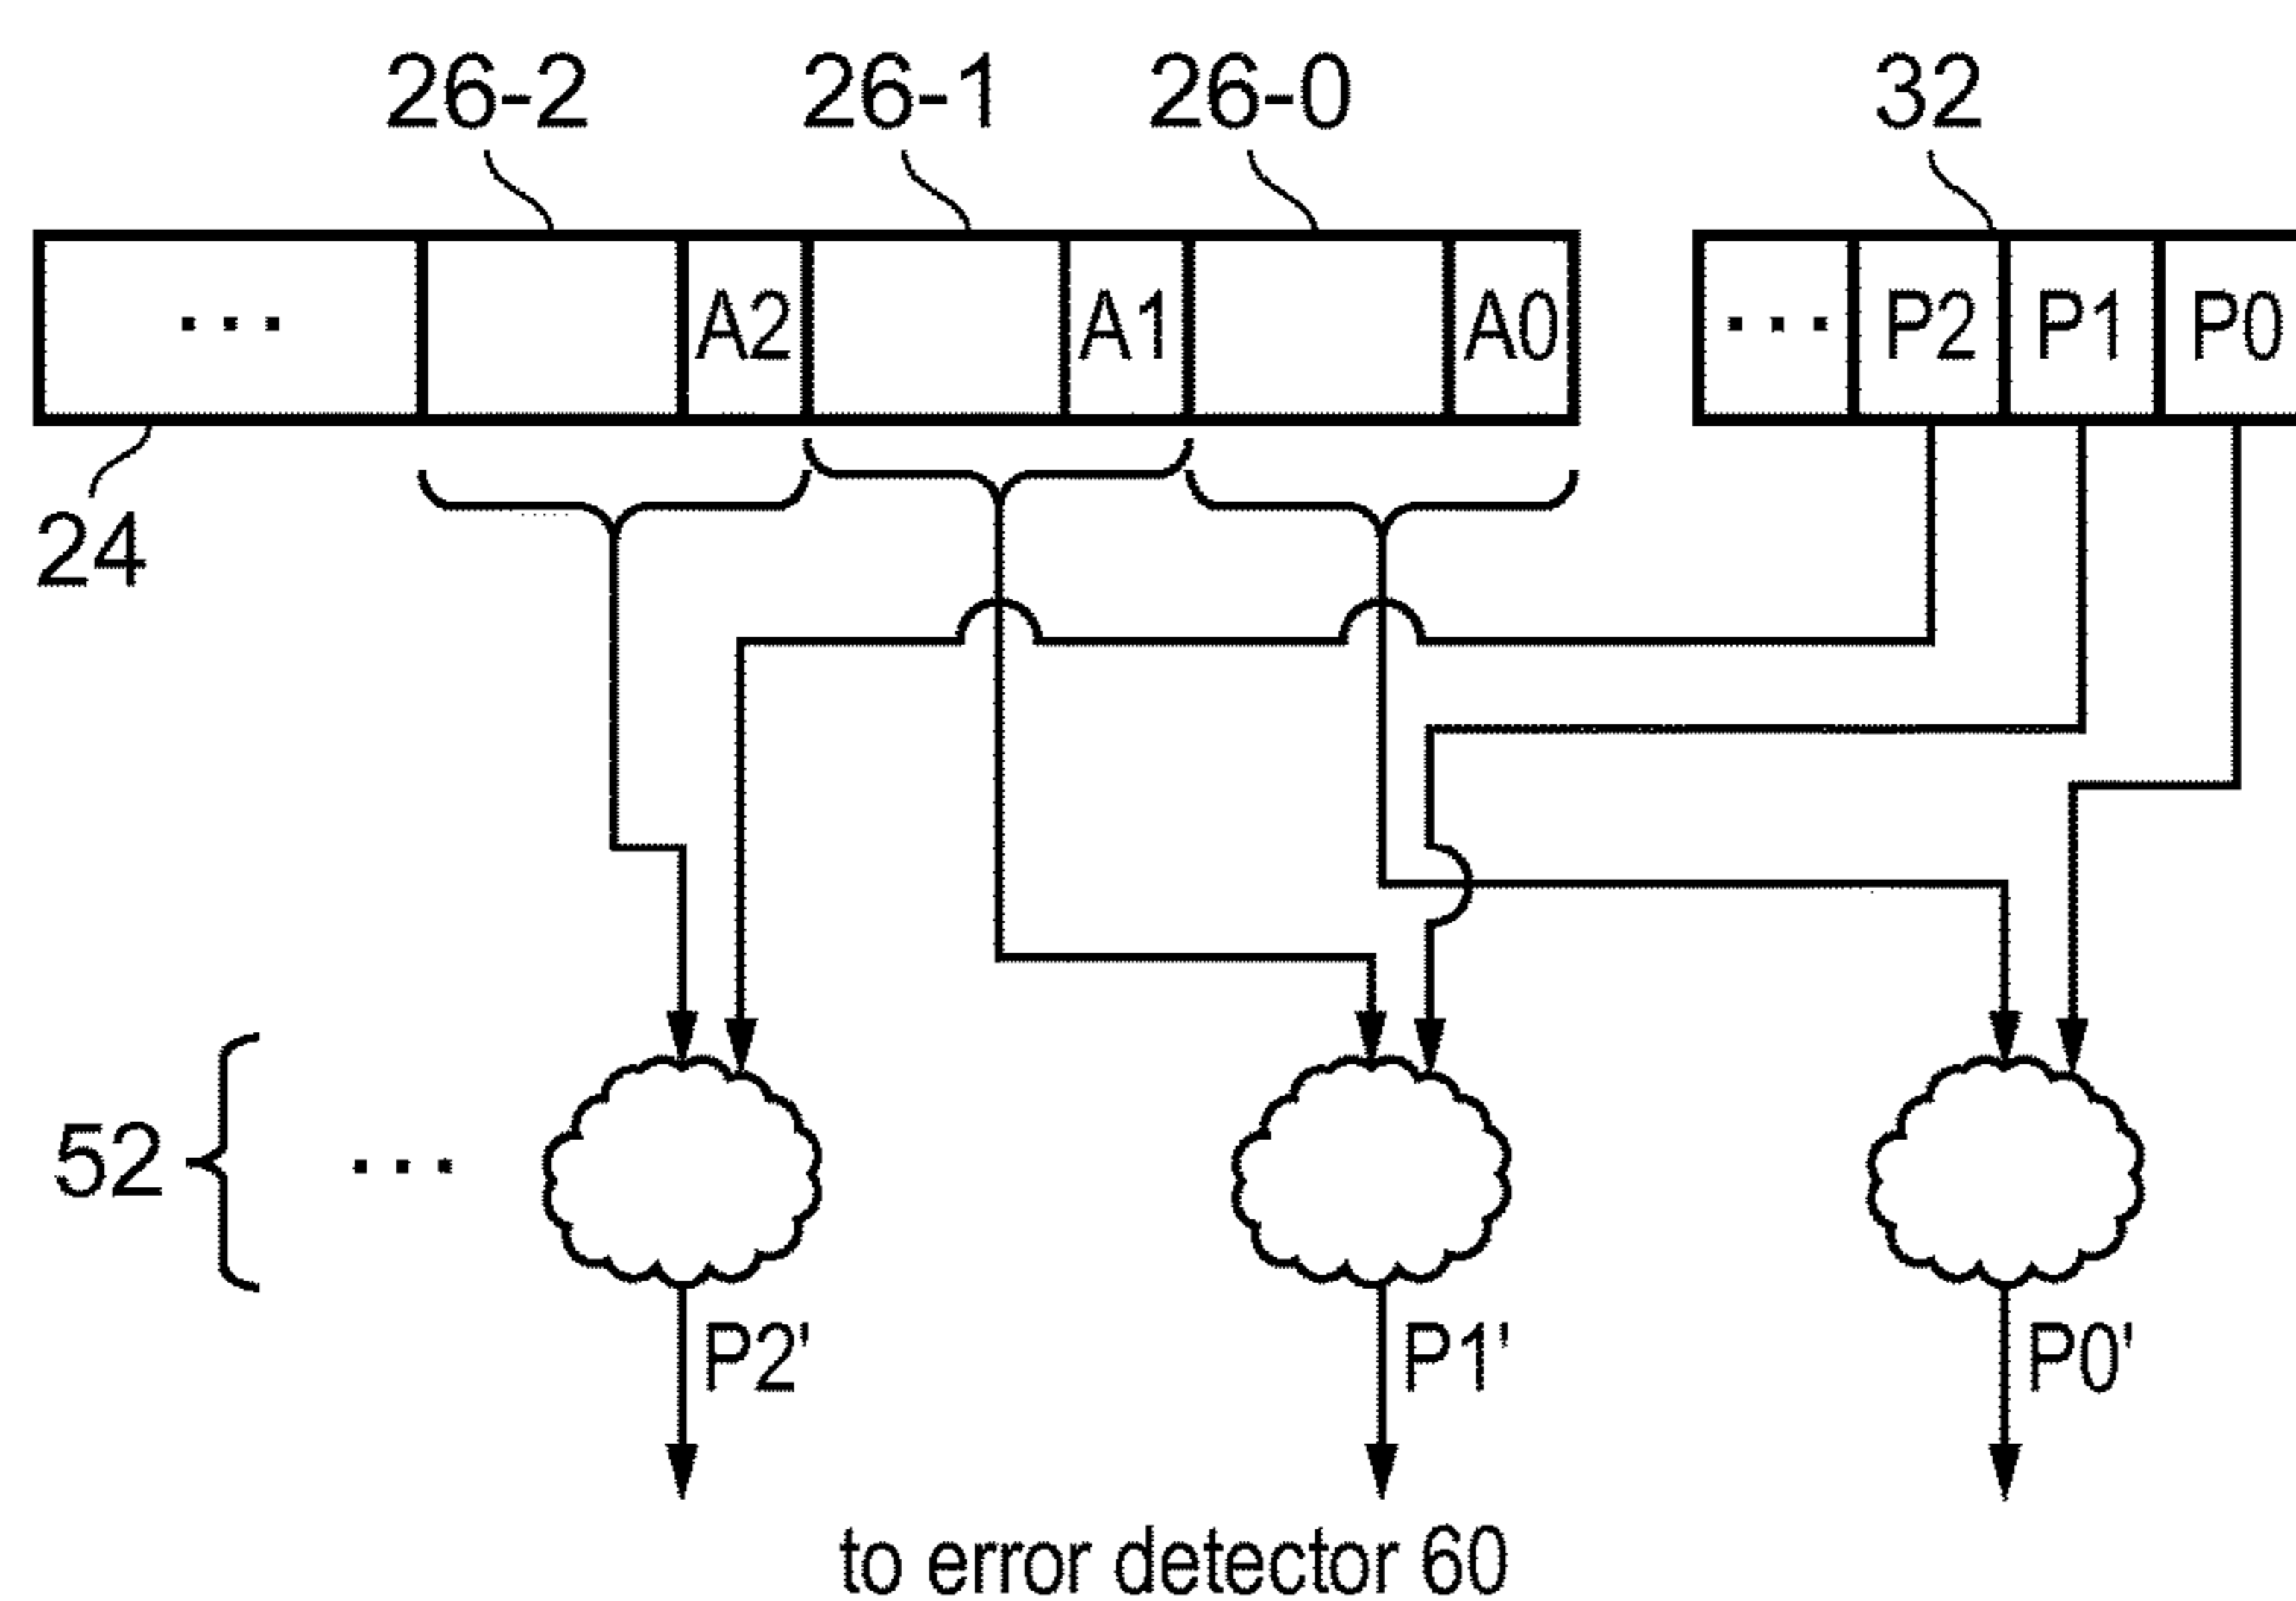 26-2 26-1 26-0 32
... A2 A1 A0 ... P2 P1 P0
24
52 ...
P2' P1' P0'
to error detector 60